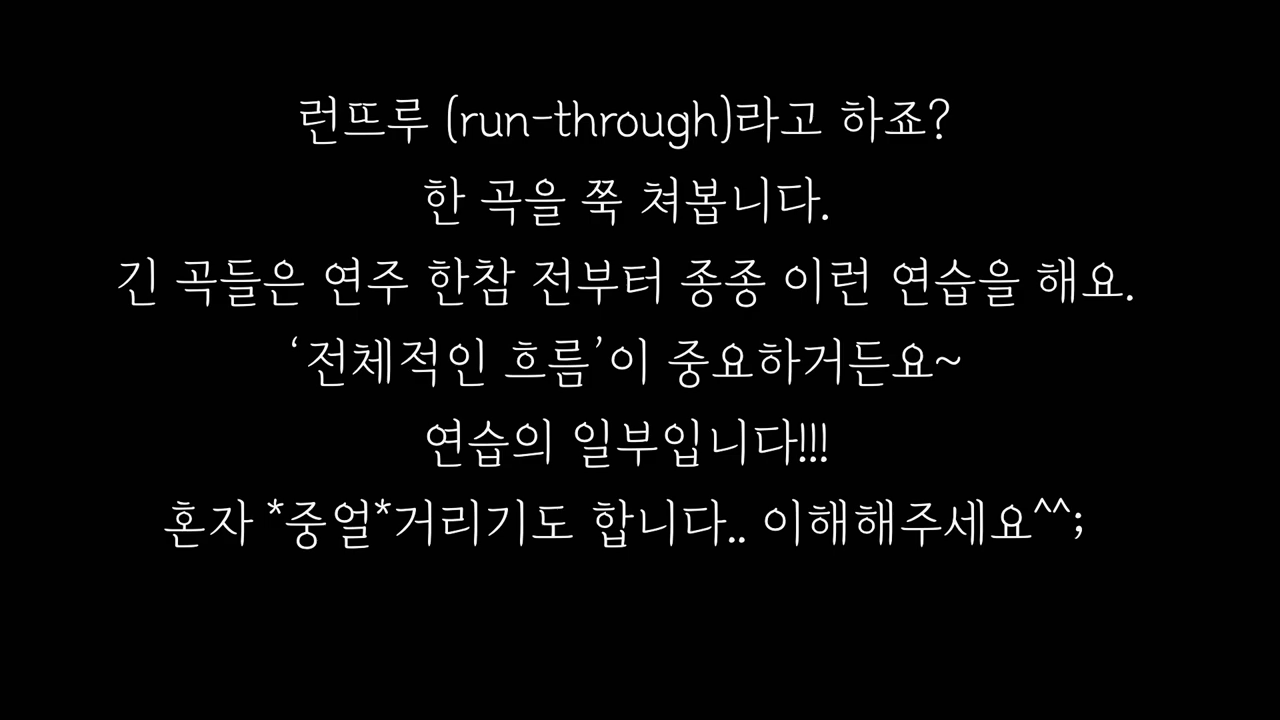 런뜨루 (run-through)라고 하죠?
한 곡을 쭉 쳐봅니다.
긴 곡들은 연주 한참 전부터 종종 이런 연습을 해요.
‘전체적인 흐름’이 중요하거든요~
연습의 일부입니다!!!
혼자 *중얼*거리기도 합니다.. 이해해주세요^^;